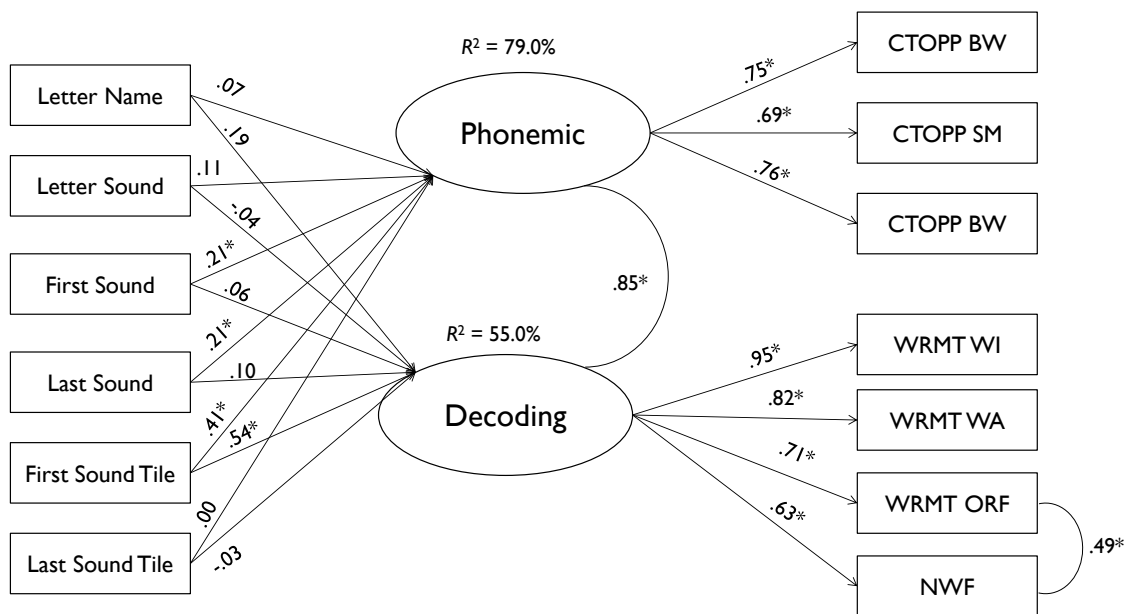 R² = 79.0%
CTOPP BW
Letter Name
.07
.75*
Phonemic
.69*
CTOPP SM
.19
Letter Sound
.11
.76*
CTOPP BW
-.04
.21*
First Sound
.06
.85*
R² = 55.0%
.21*
WRMT WI
.95*
Last Sound
.10
.82*
WRMT WA
Decoding
.41*
.54*
.71*
First Sound Tile
WRMT ORF
.63*
.00
.49*
Last Sound Tile
-.03
NWF